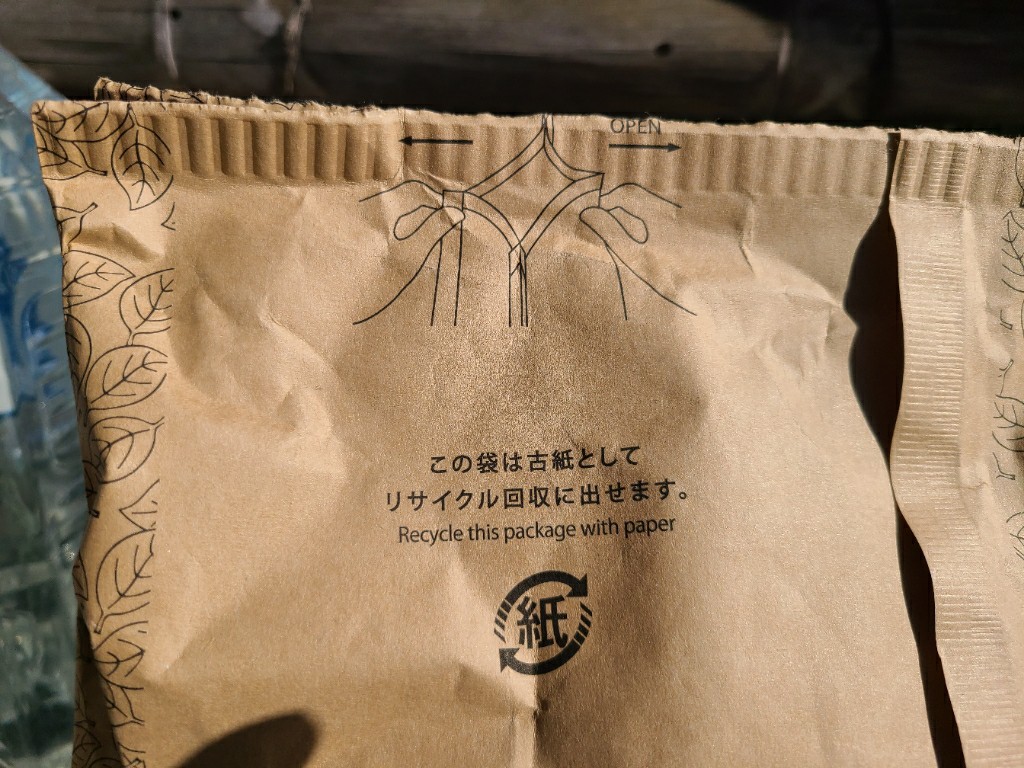 OPEN
この袋は古紙として
リサイクル回収に出せます。
Recycle this package with paper
紙